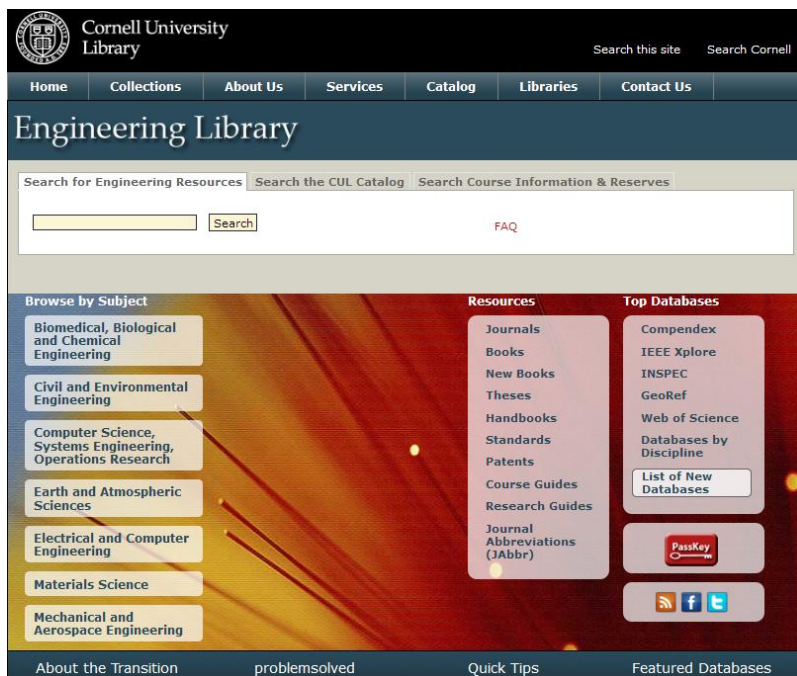 Cornell University
Library
Search this site Search Cornell
Home Collections About Us Services Catalog Libraries Contact Us
Engineering Library
Search for Engineering Resources Search the CUL Catalog Search Course Information & Reserves
Search
FAQ
Browse by Subject
Biomedical, Biological
and Chemical
Engineering
Civil and Environmental
Engineering
Computer Science,
Systems Engineering,
Operations Research
Earth and Atmospheric
Sciences
Electrical and Computer
Engineering
Materials Science
Mechanical and
Aerospace Engineering
Resources
Journals
Books
New Books
Theses
Handbooks
Standards
Patents
Course Guides
Research Guides
Journal
Abbreviations
(JAbbr)
Top Databases
Compendex
IEEE Xplore
INSPEC
GeoRef
Web of Science
Databases by
Discipline
List of New
Databases
PassKey
About the Transition problemsolved Quick Tips Featured Databases